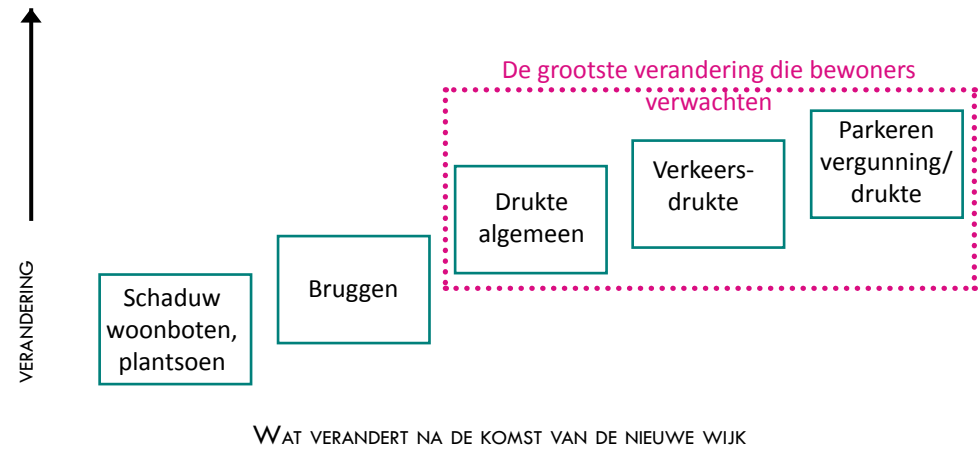 De grootste verandering die bewoners
verwachten
Parkeren
vergunning/
drukte
Verkeers-
drukte
Drukte
algemeen
Bruggen
Schaduw
woonboten,
plantsoen
VERANDERING
WAT VERANDERT NA DE KOMST VAN DE NIEUWE WIJK